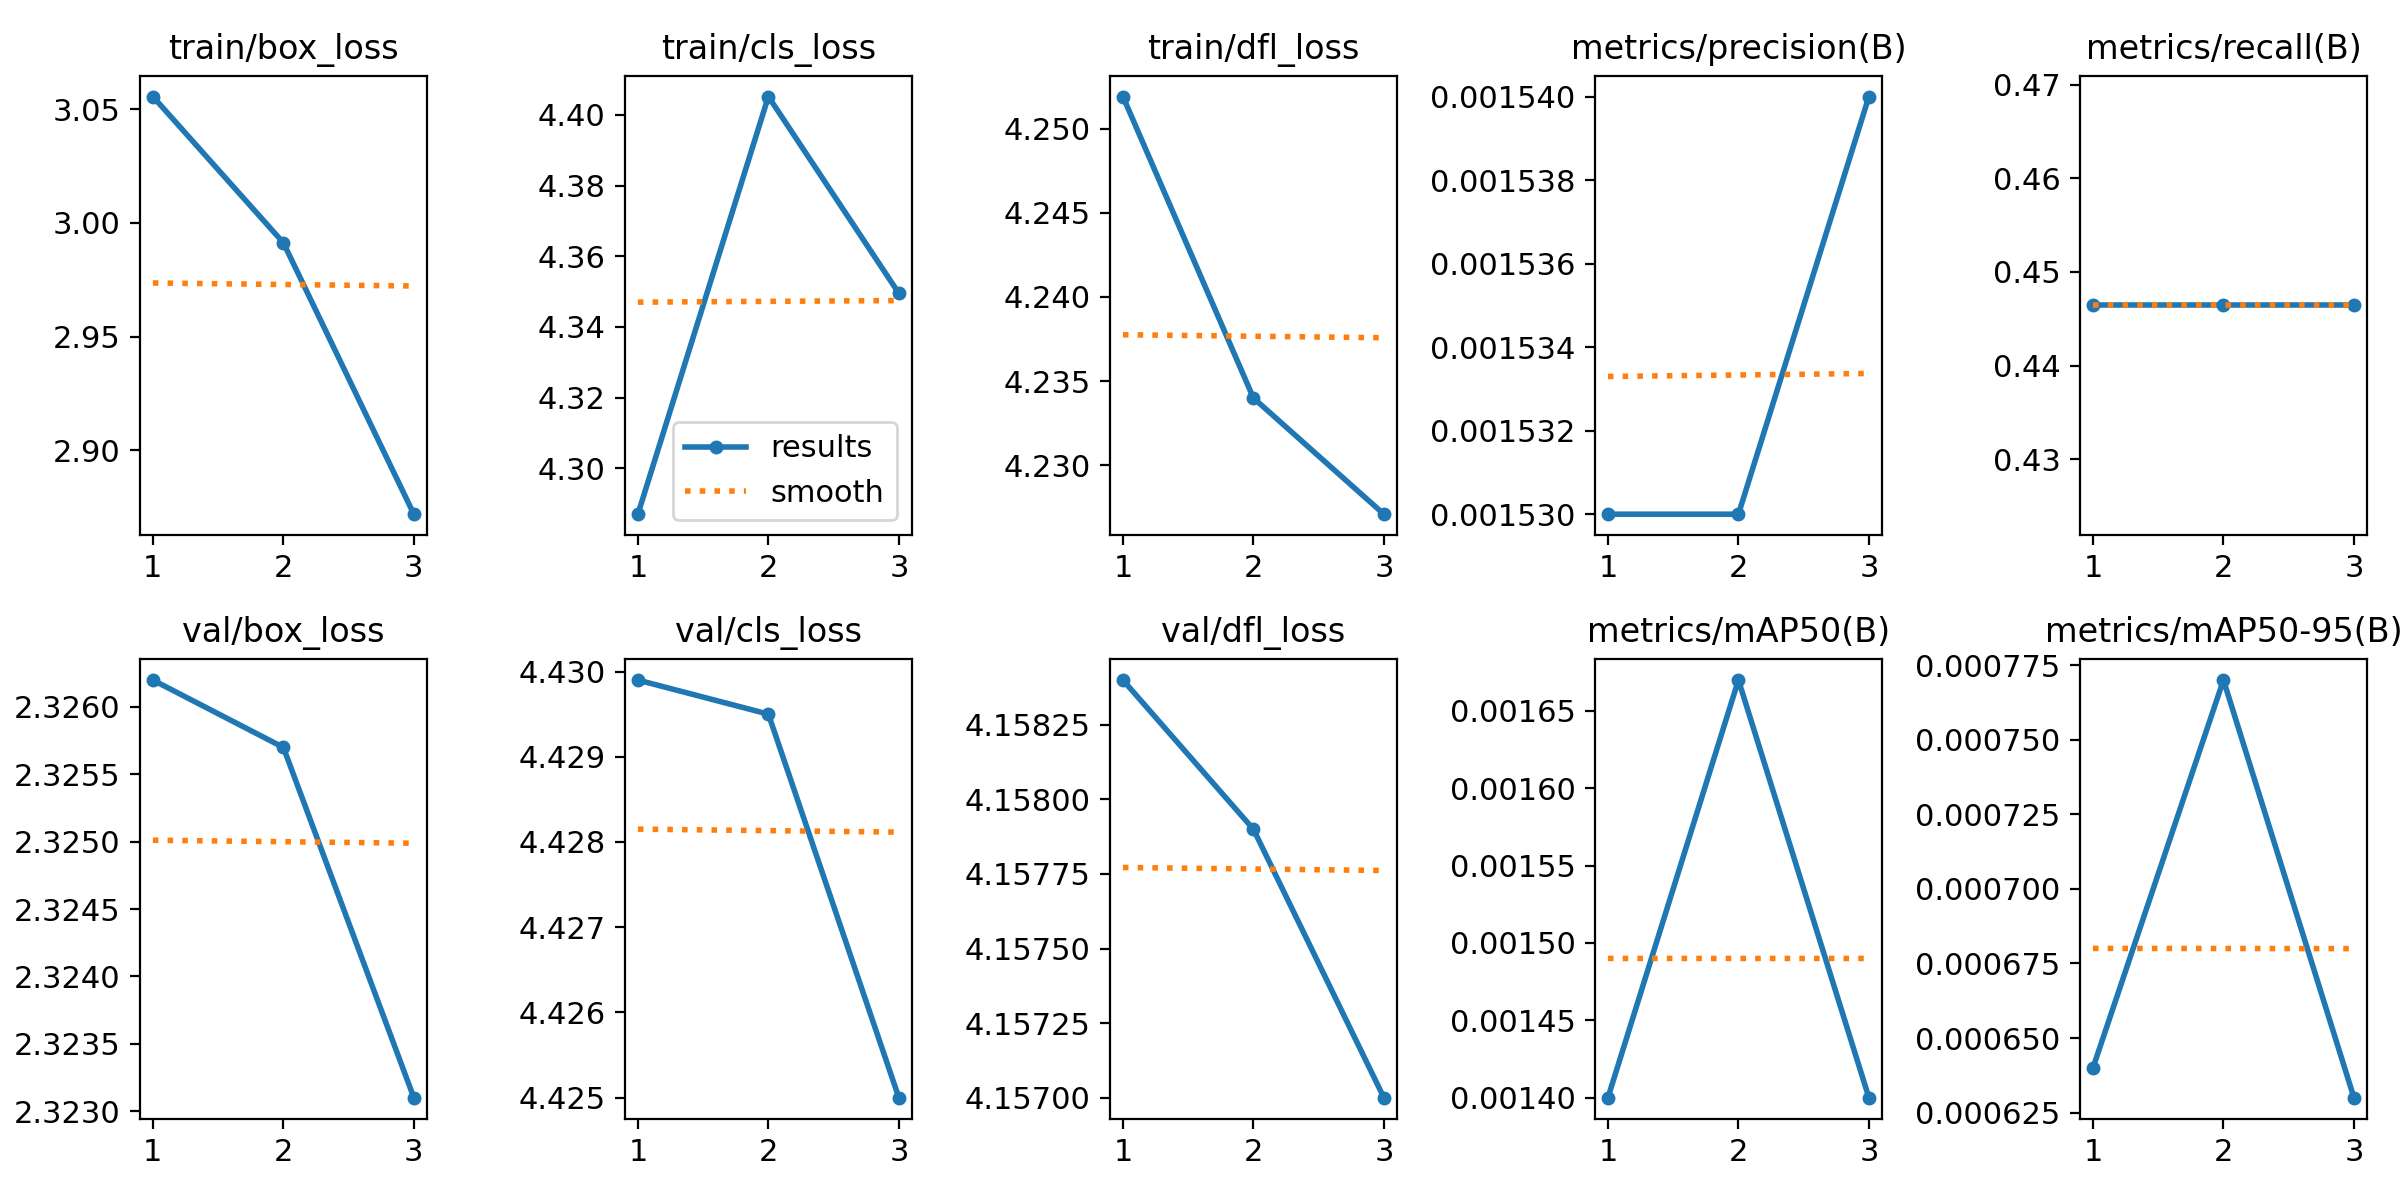 train/box_loss
3.05
3.00
2.95
2.90
1 2 3
train/cls_loss
4.40
4.38
4.36
4.34
4.32
4.30
results
smooth
1 2 3
train/dfl_loss
4.250
4.245
4.240
4.235
4.230
1 2 3
metrics/precision(B)
0.001540
0.001538
0.001536
0.001534
0.001532
0.001530
1 2 3
metrics/recall(B)
0.47
0.46
0.45
0.44
0.43
1 2 3
val/box_loss
2.3260
2.3255
2.3250
2.3245
2.3240
2.3235
2.3230
1 2 3
val/cls_loss
4.430
4.429
4.428
4.427
4.426
4.425
1 2 3
val/dfl_loss
4.15825
4.15800
4.15775
4.15750
4.15725
4.15700
1 2 3
metrics/mAP50(B)
0.00165
0.00160
0.00155
0.00150
0.00145
0.00140
1 2 3
metrics/mAP50-95(B)
0.000775
0.000750
0.000725
0.000700
0.000675
0.000650
0.000625
1 2 3